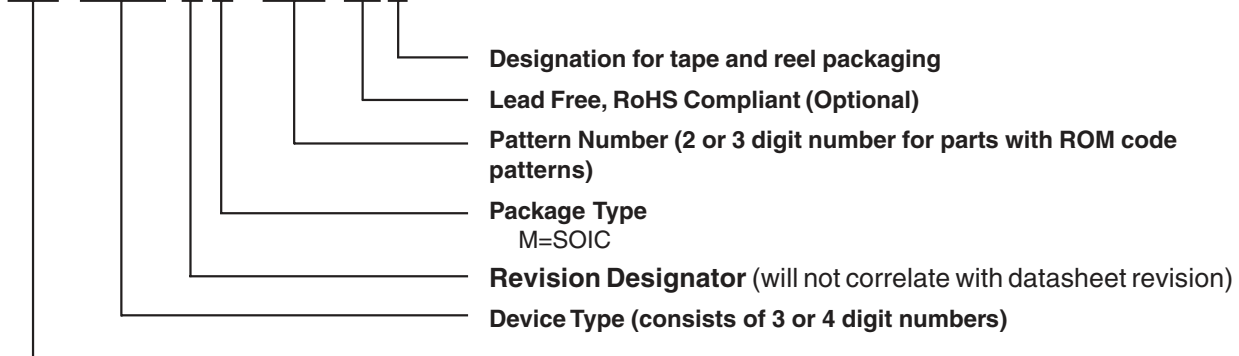 Designation for tape and reel packaging
Lead Free, RoHS Compliant (Optional)
Pattern Number (2 or 3 digit number for parts with ROM code
patterns)
Package Type
M=SOIC
Revision Designator (will not correlate with datasheet revision)
Device Type (consists of 3 or 4 digit numbers)